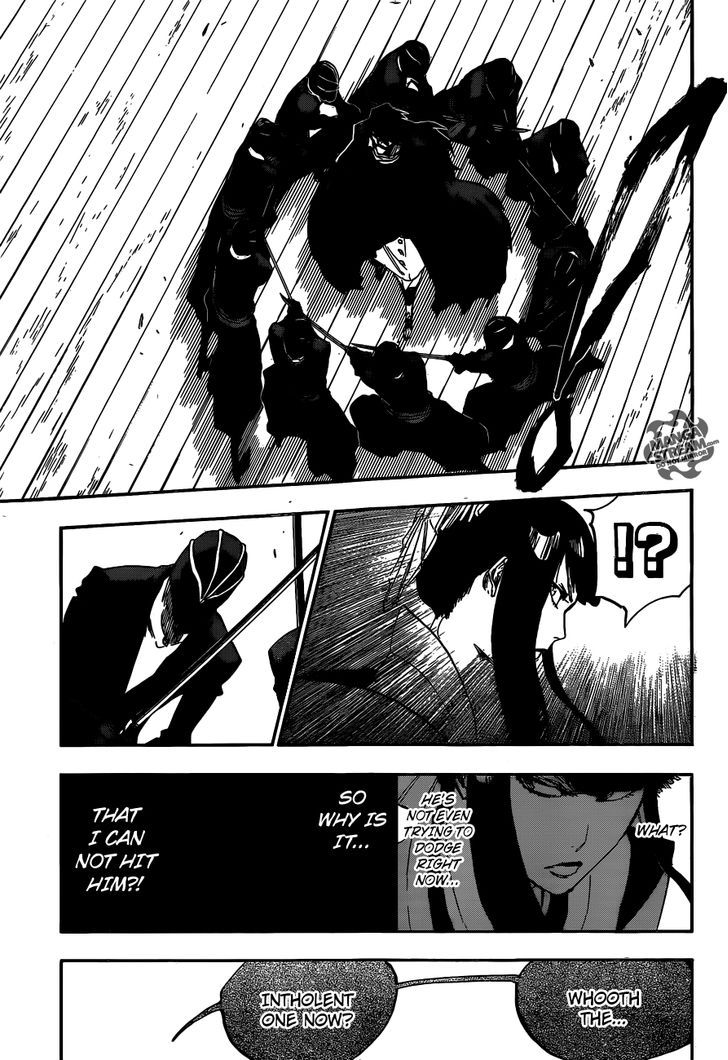 MANGA
STREAM
.com
!?
WHAT?
HE'S
NOT EVEN
TRYING TO
DODGE
RIGHT
NOW...
SO
WHY IS
IT...
THAT
I CAN
NOT HIT
HIM?!
WHOOTH
THE...
INTHOLENT
ONE NOW?